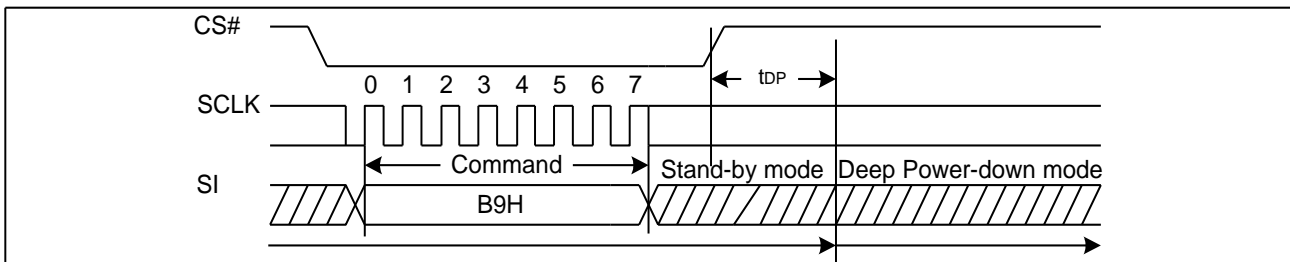 CS#
tDP
0 1 2 3 4 5 6 7
SCLK
Command
Stand-by mode Deep Power-down mode
SI
B9H